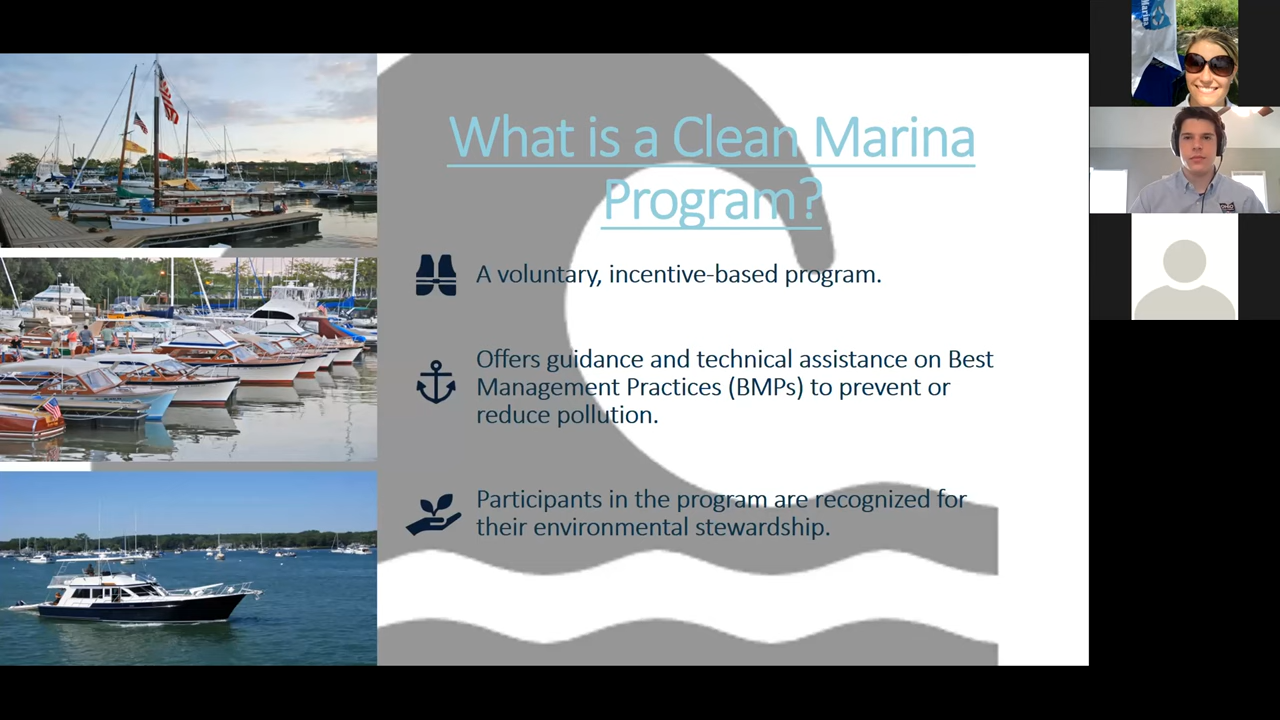 What is a Clean Marina
Program?
A voluntary, incentive-based program.
Offers guidance and technical assistance on Best
Management Practices (BMPs) to prevent or
reduce pollution.
Participants in the program are recognized for
their environmental stewardship.
Marina